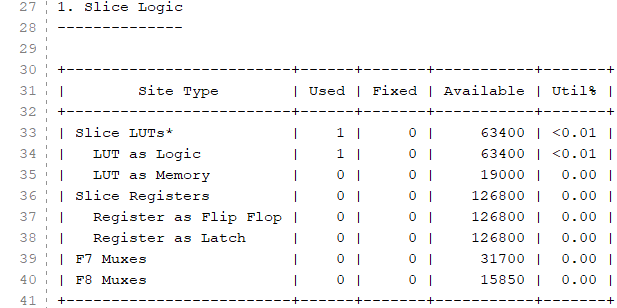 27 1. Slice Logic
28 --------------
29
30 +-------------------------+------+-------+-----------+-------+
31 |        Site Type        | Used | Fixed | Available | Util% |
32 +-------------------------+------+-------+-----------+-------+
33 | Slice LUTs*             |    1 |     0 |     63400 | <0.01 |
34 |   LUT as Logic          |    1 |     0 |     63400 | <0.01 |
35 |   LUT as Memory         |    0 |     0 |     19000 |  0.00 |
36 | Slice Registers         |    0 |     0 |    126800 |  0.00 |
37 |   Register as Flip Flop |    0 |     0 |    126800 |  0.00 |
38 |   Register as Latch     |    0 |     0 |    126800 |  0.00 |
39 | F7 Muxes                |    0 |     0 |     31700 |  0.00 |
40 | F8 Muxes                |    0 |     0 |     15850 |  0.00 |
41 +-------------------------+------+-------+-----------+-------+